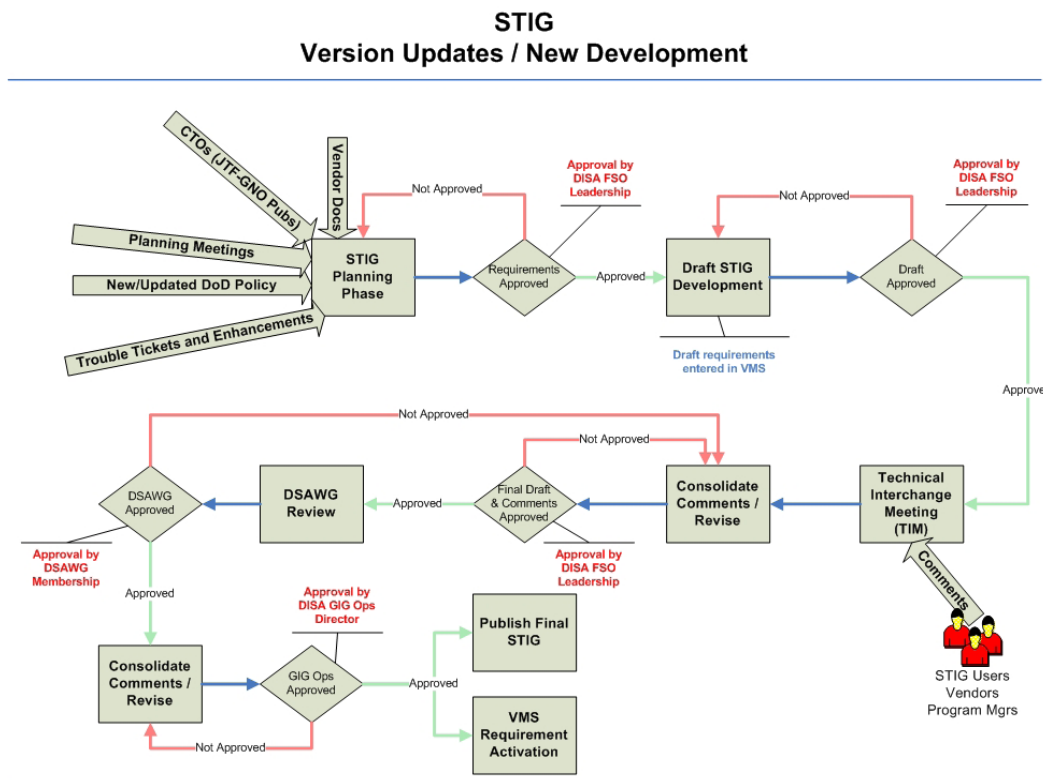 STIG
Version Updates / New Development
CTOs (JTF-GNO Pubs)
Vendor Docs
Planning Meetings
New/Updated DoD Policy
Trouble Tickets and Enhancements
STIG
Planning
Phase
Not Approved
Requirements
Approved
Approval by
DISA FSO
Leadership
Approved
Draft STIG
Development
Draft requirements
entered in VMS
Not Approved
Draft
Approved
Approval by
DISA FSO
Leadership
Approve
Technical
Interchange
Meeting
(TIM)
Comments
STIG Users
Vendors
Program Mgrs
Consolidate
Comments /
Revise
Not Approved
Not Approved
Final Draft
& Comments
Approved
Approval by
DISA FSO
Leadership
Approved
DSAWG
Review
DSAWG
Approved
Approval by
DSAWG
Membership
Approved
Consolidate
Comments /
Revise
GIG Ops
Approved
Approval by
DISA GIG Ops
Director
Not Approved
Approved
Publish Final
STIG
VMS
Requirement
Activation